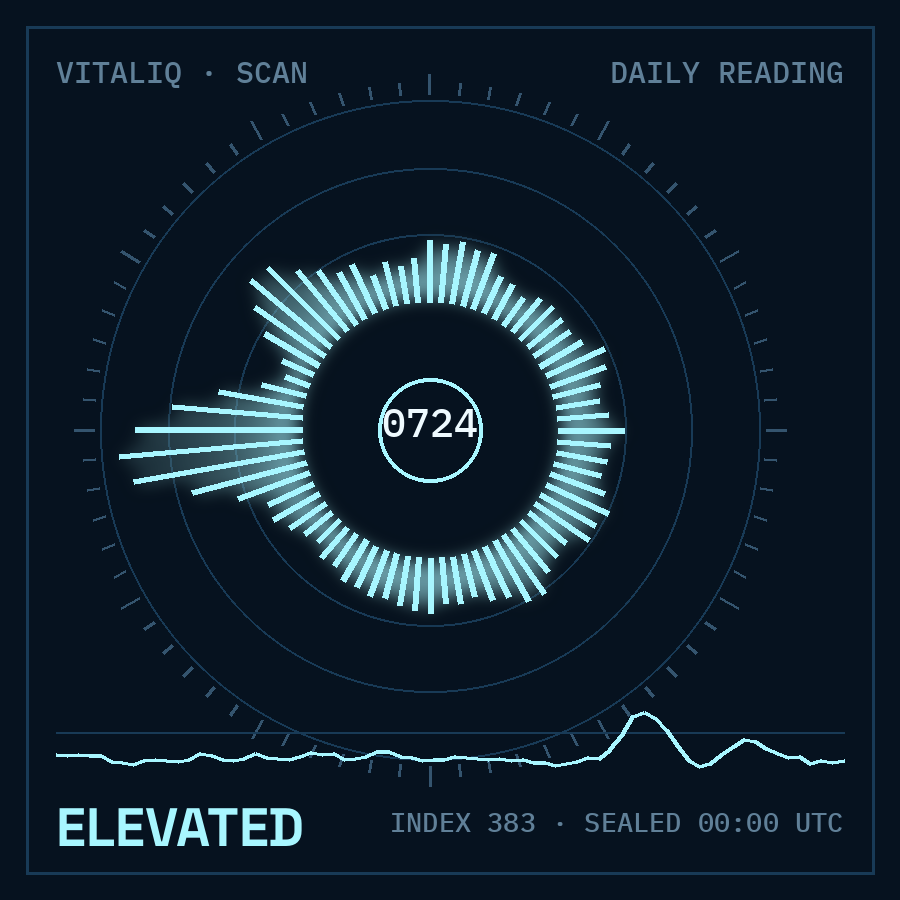 VITALIQ · SCAN
DAILY READING
0724
ELEVATED
INDEX 383 · SEALED 00:00 UTC